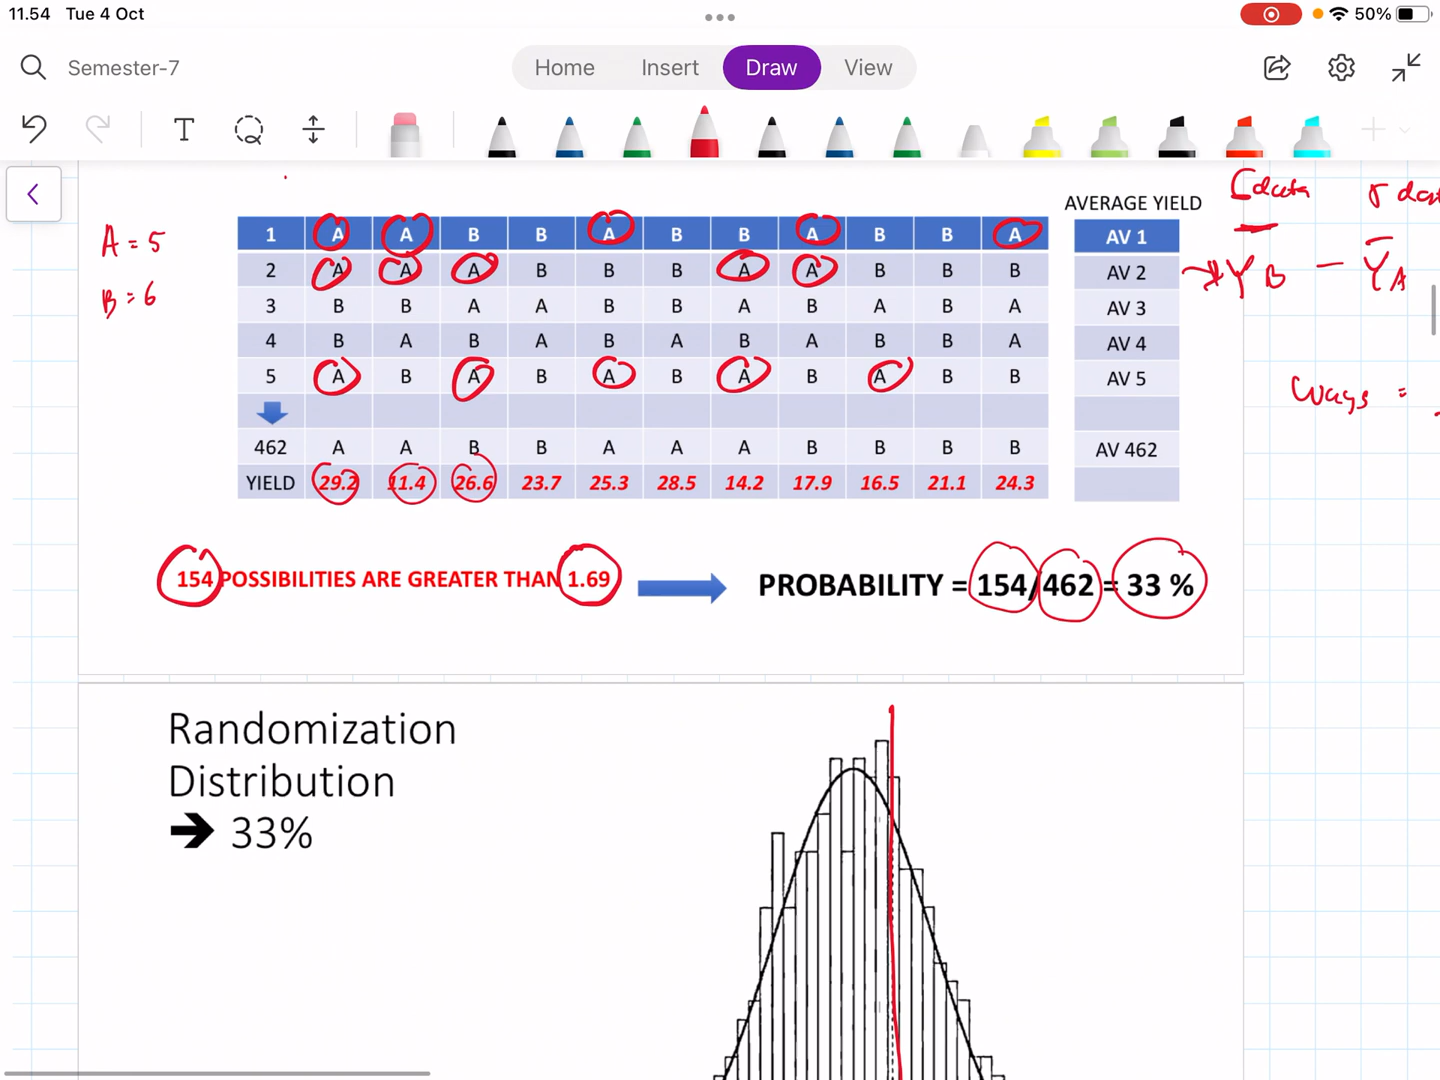 11.54 Tue 4 Oct 50%
Semester-7 Home Insert Draw View
T
AVERAGE YIELD
data
A = 5
B = 6
1 A A B B A B B A B B A AV 1
2 A A A B B B A A B B B AV 2
Y B - Y A
3 B B A A B B A B A B A AV 3
4 B A B A B A B A B B A AV 4
5 A B A B A B A B A B B AV 5
Ways =
462 A A B B A A A B B B B AV 462
YIELD 29.2 11.4 26.6 23.7 25.3 28.5 14.2 17.9 16.5 21.1 24.3
154 POSSIBILITIES ARE GREATER THAN 1.69
PROBABILITY = 154/462 = 33 %
Randomization
Distribution
→ 33%